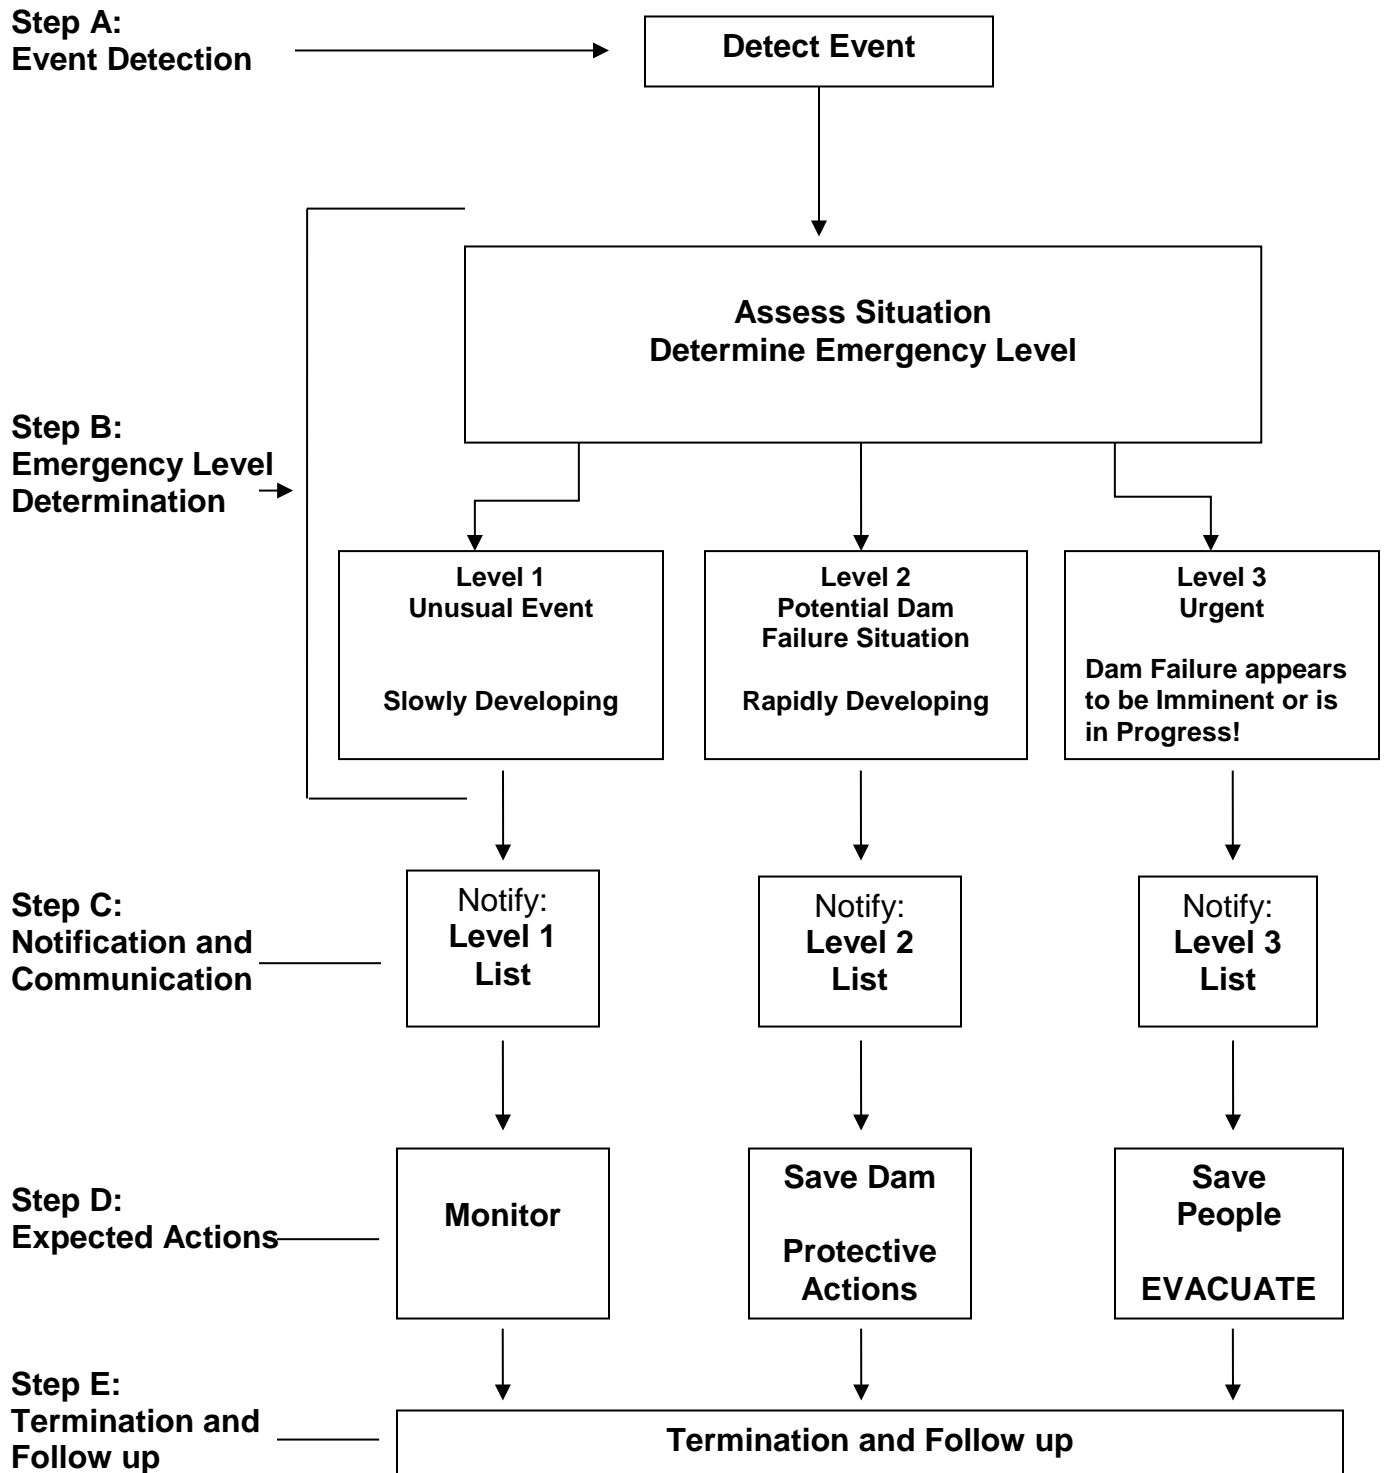 Step A:
Event Detection
Detect Event
Assess Situation
Determine Emergency Level
Step B:
Emergency Level
Determination
Level 1
Unusual Event
Slowly Developing
Level 2
Potential Dam
Failure Situation
Rapidly Developing
Level 3
Urgent
Dam Failure appears
to be Imminent or is
in Progress!
Step C:
Notification and
Communication
Notify:
Level 1
List
Notify:
Level 2
List
Notify:
Level 3
List
Step D:
Expected Actions
Monitor
Save Dam
Protective
Actions
Save
People
EVACUATE
Step E:
Termination and
Follow up
Termination and Follow up